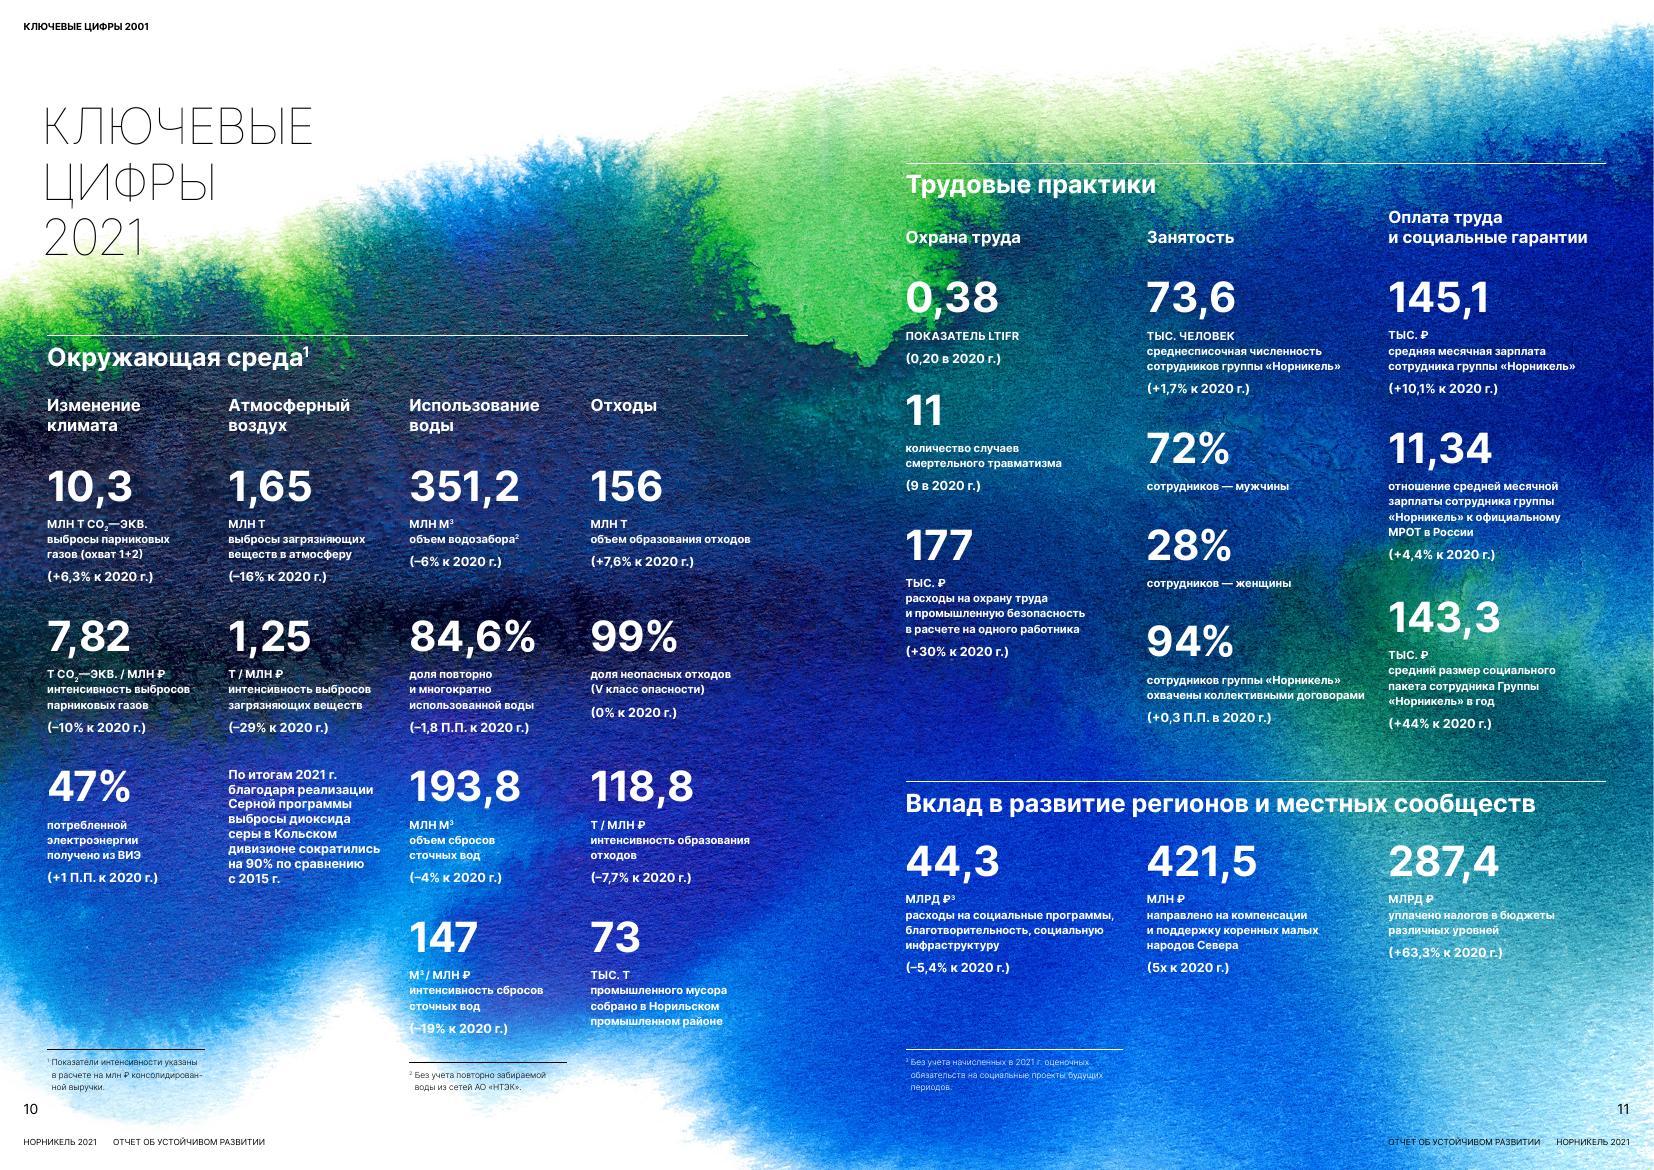 КЛЮЧЕВЫЕ ЦИФРЫ 2001
КЛЮЧЕВЫЕ
ЦИФРЫ
2021
Окружающая среда¹
Изменение
климата
10,3
МЛН Т CO₂—ЭКВ.
выбросы парниковых
газов (охват 1+2)
(+6,3% к 2020 г.)
7,82
Т CO₂—ЭКВ. / МЛН ₽
интенсивность выбросов
парниковых газов
(–10% к 2020 г.)
47%
потребленной
электроэнергии
получено из ВИЭ
(+1 П.П. к 2020 г.)
Атмосферный
воздух
1,65
МЛН Т
выбросы загрязняющих
веществ в атмосферу
(–16% к 2020 г.)
1,25
Т / МЛН ₽
интенсивность выбросов
загрязняющих веществ
(–29% к 2020 г.)
По итогам 2021 г.
благодаря реализации
Серной программы
выбросы диоксида
серы в Кольском
дивизионе сократились
на 90% по сравнению
с 2015 г.
Использование
воды
351,2
МЛН М³
объем водозабора²
(–6% к 2020 г.)
84,6%
доля повторно
и многократно
использованной воды
(–1,8 П.П. к 2020 г.)
193,8
МЛН М³
объем сбросов
сточных вод
(–4% к 2020 г.)
147
М³ / МЛН ₽
интенсивность сбросов
сточных вод
(–19% к 2020 г.)
Отходы
156
МЛН Т
объем образования отходов
(+7,6% к 2020 г.)
99%
доля неопасных отходов
(V класс опасности)
(0% к 2020 г.)
118,8
Т / МЛН ₽
интенсивность образования
отходов
(–7,7% к 2020 г.)
73
ТЫС. Т
промышленного мусора
собрано в Норильском
промышленном районе
¹ Показатели интенсивности указаны
в расчете на млн ₽ консолидирован-
ной выручки.
² Без учета повторно забираемой
воды из сетей АО «НТЭК».
10
НОРНИКЕЛЬ 2021 ОТЧЕТ ОБ УСТОЙЧИВОМ РАЗВИТИИ
Трудовые практики
Охрана труда
0,38
ПОКАЗАТЕЛЬ LTIFR
(0,20 в 2020 г.)
11
количество случаев
смертельного травматизма
(9 в 2020 г.)
177
ТЫС. ₽
расходы на охрану труда
и промышленную безопасность
в расчете на одного работника
(+30% к 2020 г.)
Занятость
73,6
ТЫС. ЧЕЛОВЕК
среднесписочная численность
сотрудников группы «Норникель»
(+1,7% к 2020 г.)
72%
сотрудников — мужчины
28%
сотрудников — женщины
94%
сотрудников группы «Норникель»
охвачены коллективными договорами
(+0,3 П.П. в 2020 г.)
Оплата труда
и социальные гарантии
145,1
ТЫС. ₽
средняя месячная зарплата
сотрудника группы «Норникель»
(+10,1% к 2020 г.)
11,34
отношение средней месячной
зарплаты сотрудника группы
«Норникель» к официальному
МРОТ в России
(+4,4% к 2020 г.)
143,3
ТЫС. ₽
средний размер социального
пакета сотрудника Группы
«Норникель» в год
(+44% к 2020 г.)
Вклад в развитие регионов и местных сообществ
44,3
МЛРД ₽³
расходы на социальные программы,
благотворительность, социальную
инфраструктуру
(–5,4% к 2020 г.)
421,5
МЛН ₽
направлено на компенсации
и поддержку коренных малых
народов Севера
(5х к 2020 г.)
287,4
МЛРД ₽
уплачено налогов в бюджеты
различных уровней
(+63,3% к 2020 г.)
³ Без учета начисленных в 2021 г. оценочных
обязательств на социальные проекты будущих
периодов.
11
ОТЧЕТ ОБ УСТОЙЧИВОМ РАЗВИТИИ НОРНИКЕЛЬ 2021